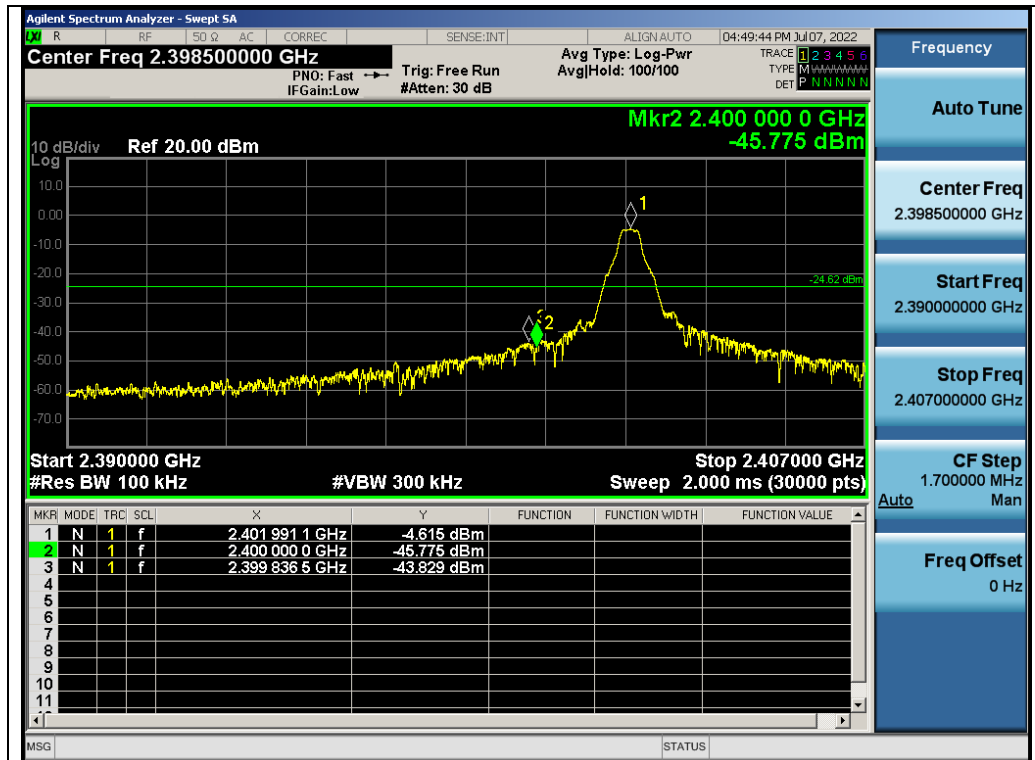 Agilent Spectrum Analyzer - Swept SA
LXI R RF 50 Ω AC CORREC SENSE:INT ALIGN AUTO 04:49:44 PM Jul 07, 2022
Center Freq 2.398500000 GHz
PNO: Fast
IFGain:Low
Trig: Free Run
#Atten: 30 dB
Avg Type: Log-Pwr
Avg|Hold: 100/100
TRACE 1 2 3 4 5 6
TYPE M
DET P N N N N N
Frequency
Mkr2 2.400 000 0 GHz
-45.775 dBm
10 dB/div Ref 20.00 dBm
Log
10.0
0.00
-10.0
-20.0
-30.0
-40.0
-50.0
-60.0
-70.0
1
2
-24.62 dBm
Start 2.390000 GHz Stop 2.407000 GHz
#Res BW 100 kHz #VBW 300 kHz Sweep 2.000 ms (30000 pts)
MKR MODE TRC SCL X Y FUNCTION FUNCTION WIDTH FUNCTION VALUE
1 N 1 f 2.401 991 1 GHz -4.615 dBm
2 N 1 f 2.400 000 0 GHz -45.775 dBm
3 N 1 f 2.399 836 5 GHz -43.829 dBm
4
5
6
7
8
9
10
11
Auto Tune
Center Freq
2.398500000 GHz
Start Freq
2.390000000 GHz
Stop Freq
2.407000000 GHz
CF Step
1.700000 MHz
Auto Man
Freq Offset
0 Hz
MSG STATUS